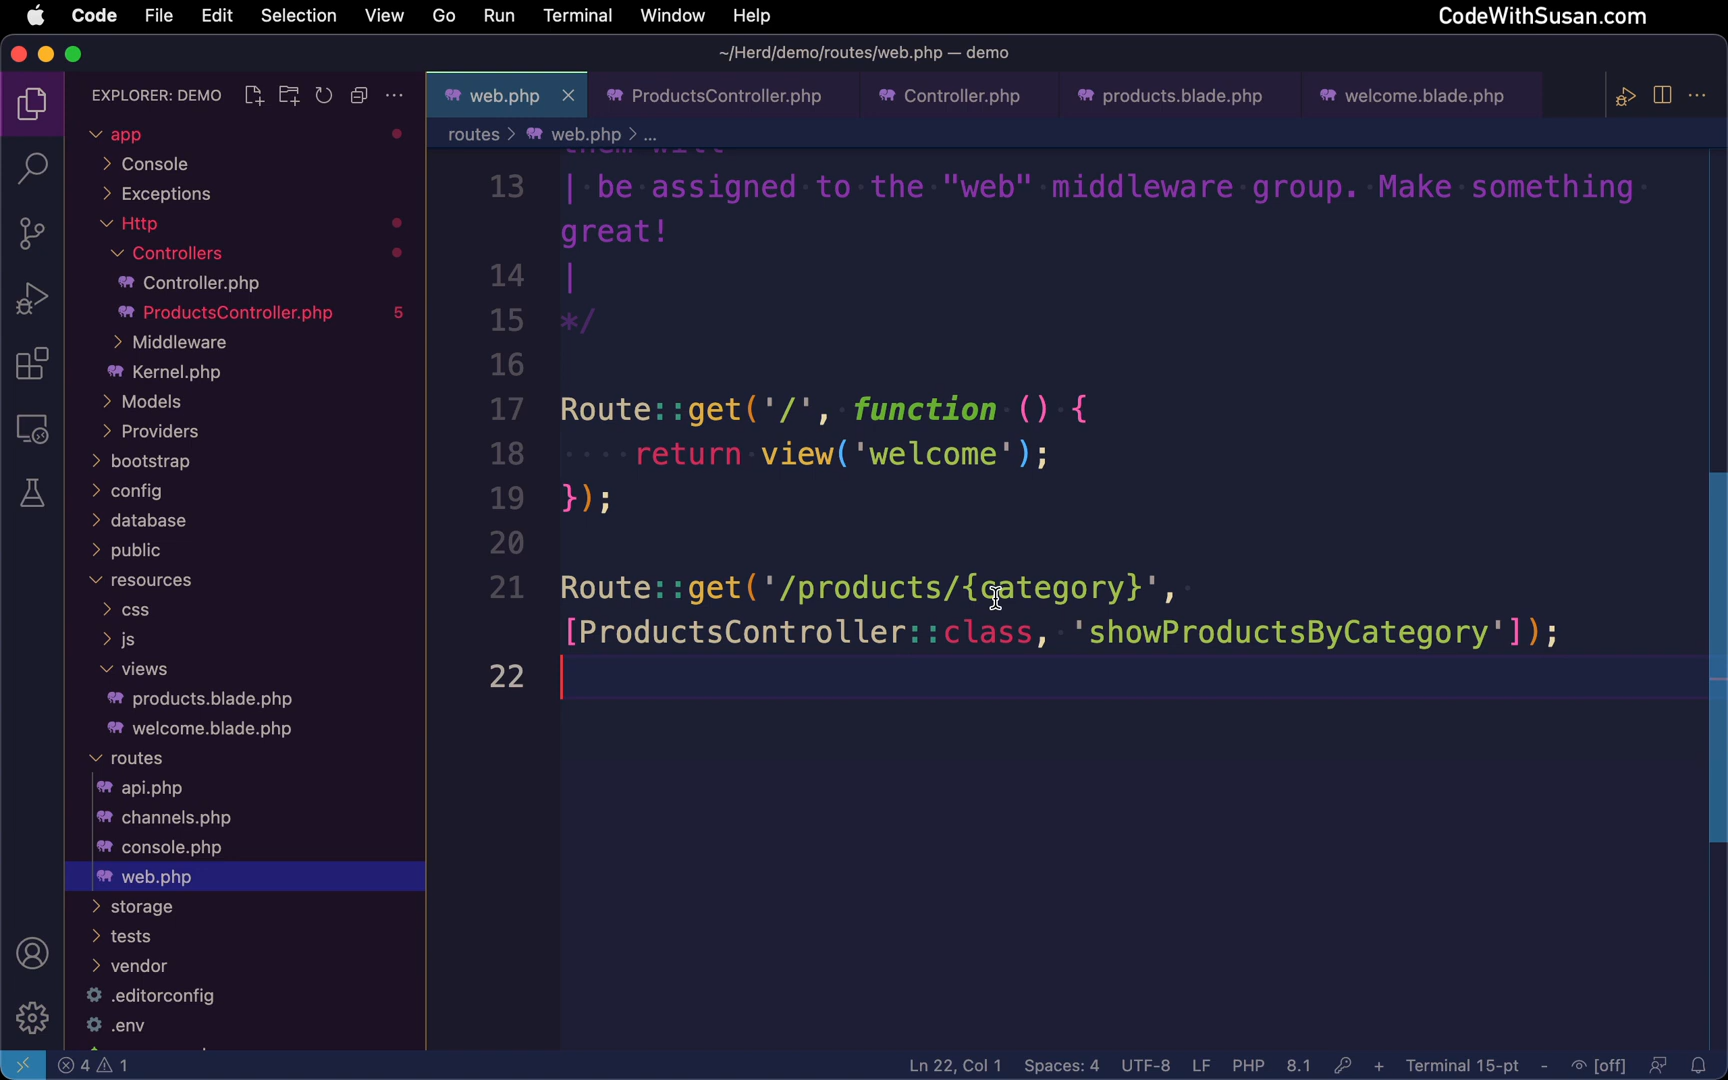 Code File Edit Selection View Go Run Terminal Window Help CodeWithSusan.com
~/Herd/demo/routes/web.php — demo
EXPLORER: DEMO
web.php ProductsController.php Controller.php products.blade.php welcome.blade.php
routes > web.php > ...
app
Console
Exceptions
Http
Controllers
Controller.php
ProductsController.php 5
Middleware
Kernel.php
Models
Providers
bootstrap
config
database
public
resources
css
js
views
products.blade.php
welcome.blade.php
routes
api.php
channels.php
console.php
web.php
storage
tests
vendor
.editorconfig
.env
them will
13 | be assigned to the "web" middleware group. Make something
great!
14 |
15 */
16
17 Route::get('/', function () {
18 return view('welcome');
19 });
20
21 Route::get('/products/{category}',
[ProductsController::class, 'showProductsByCategory']);
22
4 1 Ln 22, Col 1 Spaces: 4 UTF-8 LF PHP 8.1 + Terminal 15-pt - [off]